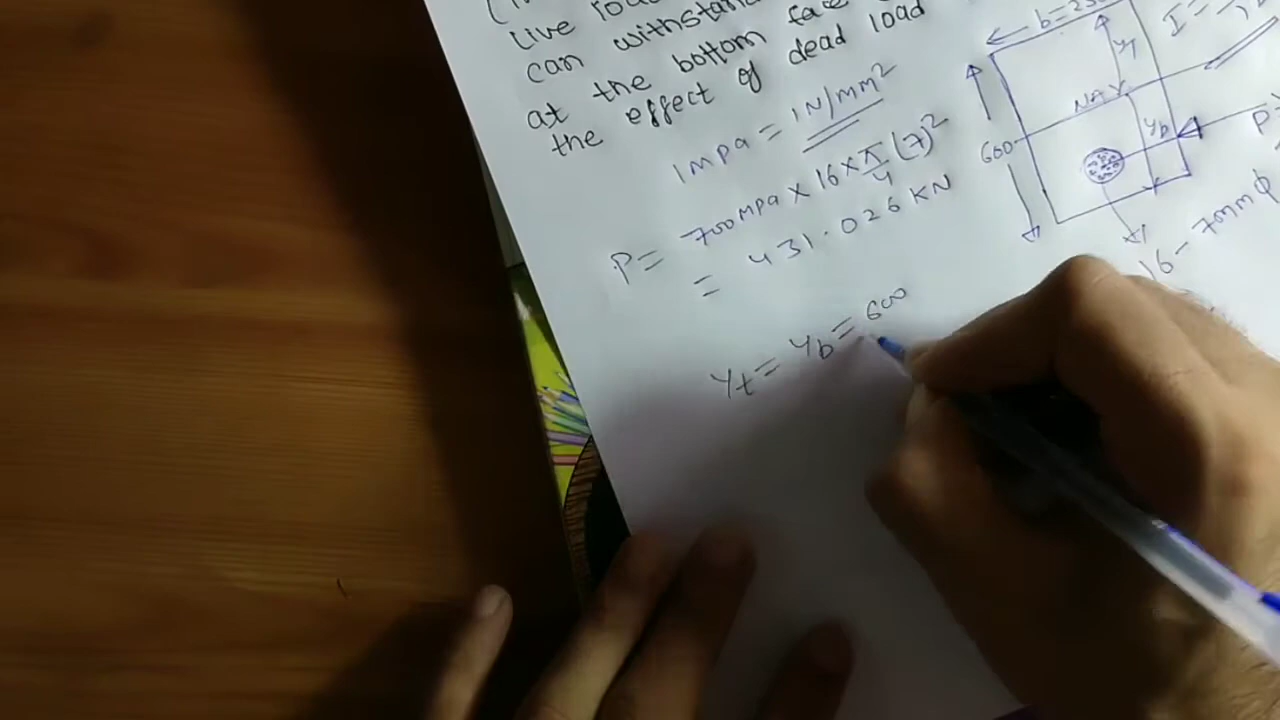 Live load
can withstand
at the bottom face
the effect of dead load
1mpa = 1N/mm²
P = 700MPa × 16 × π/4 (7)²
= 431.026 KN
yt = yb = 600
b=
yt
I =
NA
600
yb
P=
16-7mm φ